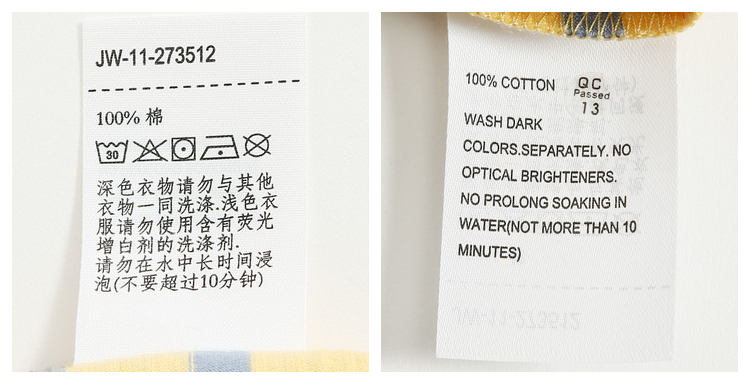 JW-11-273512
100% 棉
30
深色衣物请勿与其他
衣物一同洗涤.浅色衣
服请勿使用含有荧光
增白剂的洗涤剂.
请勿在水中长时间浸
泡(不要超过10分钟)
100% COTTON
QC
Passed
13
WASH DARK
COLORS.SEPARATELY. NO
OPTICAL BRIGHTENERS.
NO PROLONG SOAKING IN
WATER(NOT MORE THAN 10
MINUTES)
JW-11-273512